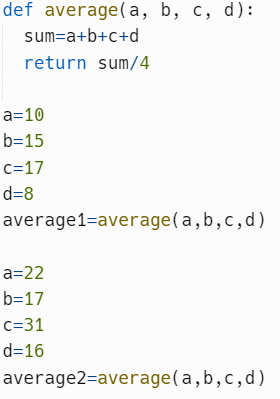 def average(a, b, c, d):
  sum=a+b+c+d
  return sum/4

a=10
b=15
c=17
d=8
average1=average(a,b,c,d)

a=22
b=17
c=31
d=16
average2=average(a,b,c,d)